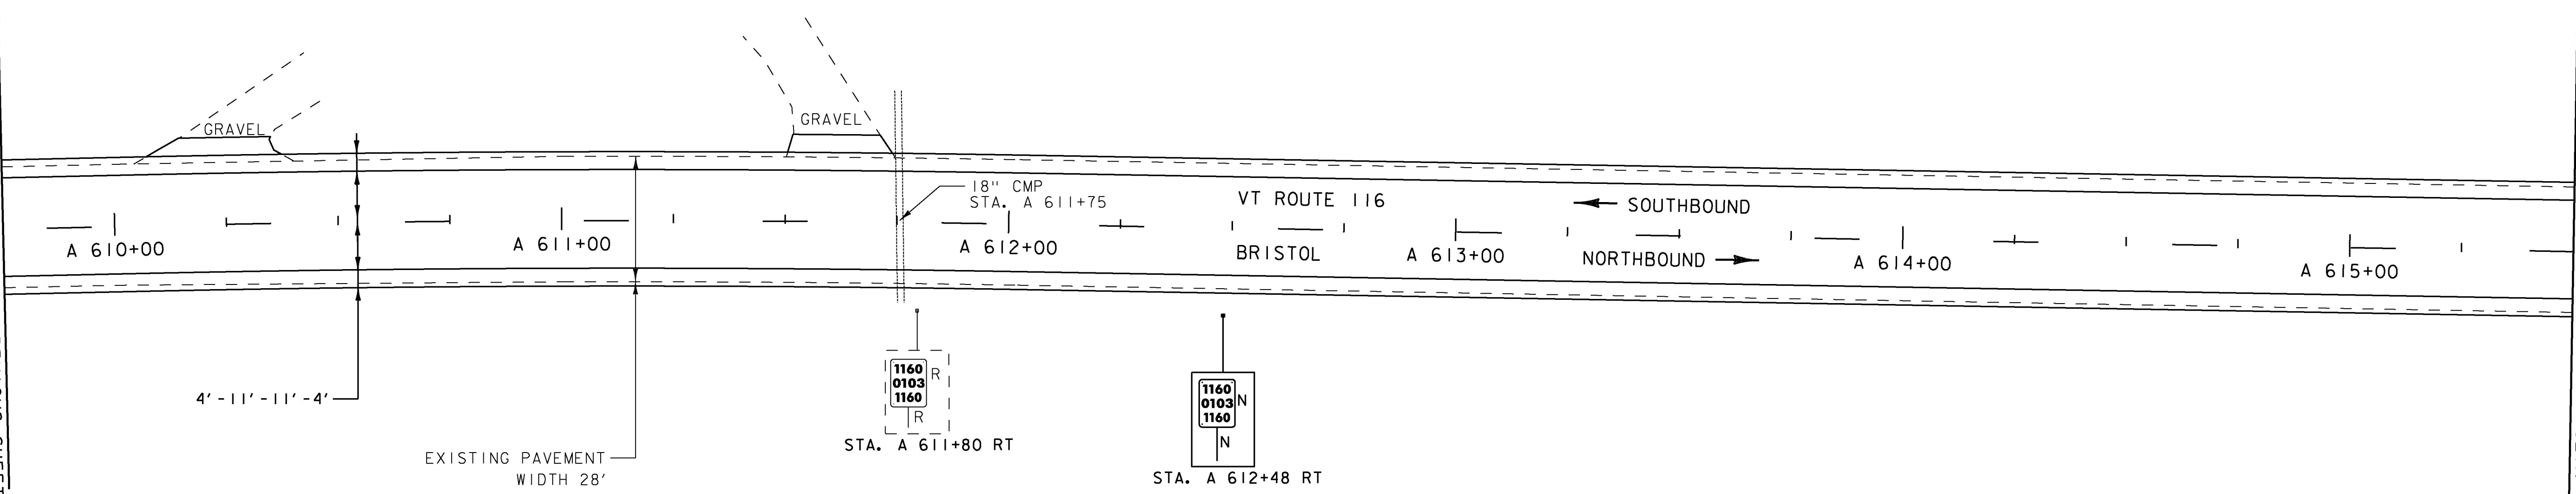 GRAVEL
GRAVEL
18" CMP
STA. A 611+75
VT ROUTE 116
SOUTHBOUND
A 610+00
A 611+00
A 612+00
BRISTOL
A 613+00
NORTHBOUND
A 614+00
A 615+00
4'-11'-11'-4'
EXISTING PAVEMENT
WIDTH 28'
1160
0103
1160
R
R
STA. A 611+80 RT
1160
0103
1160
N
N
STA. A 612+48 RT